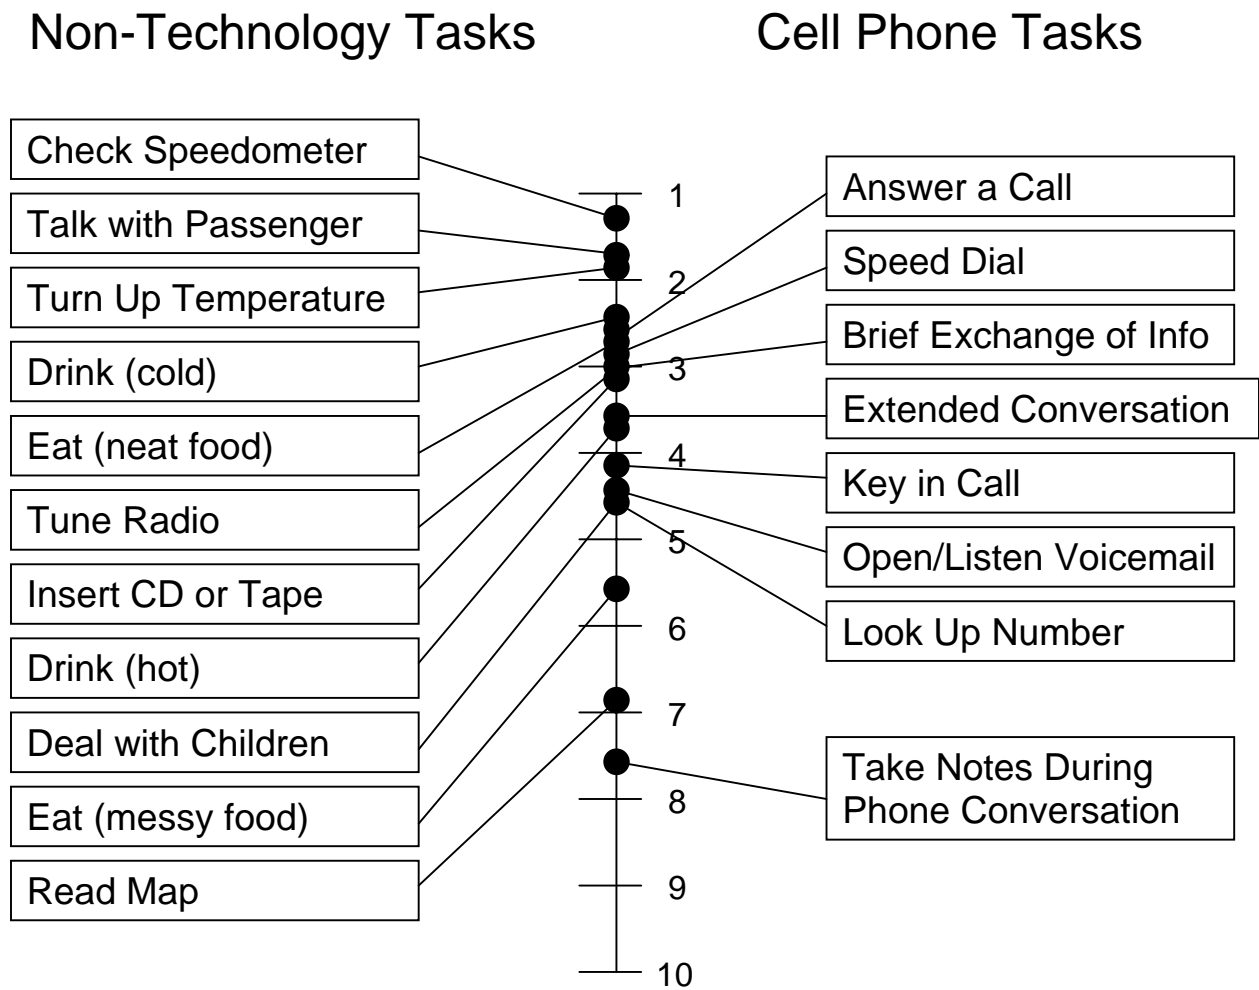 Non-Technology Tasks
Cell Phone Tasks
Check Speedometer
Talk with Passenger
Turn Up Temperature
Drink (cold)
Eat (neat food)
Tune Radio
Insert CD or Tape
Drink (hot)
Deal with Children
Eat (messy food)
Read Map
1
2
3
4
5
6
7
8
9
10
Answer a Call
Speed Dial
Brief Exchange of Info
Extended Conversation
Key in Call
Open/Listen Voicemail
Look Up Number
Take Notes During
Phone Conversation